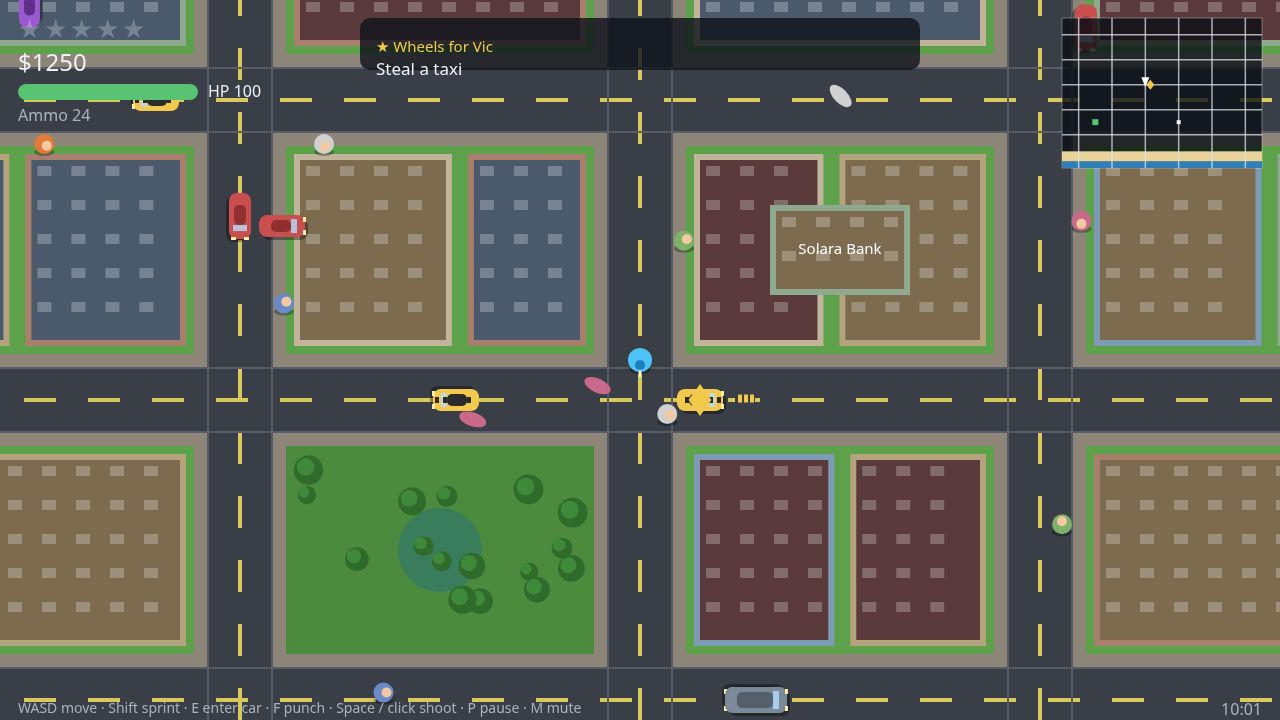 ★★★★★
$1250
HP 100
Ammo 24
★ Wheels for Vic
Steal a taxi
Solara Bank
WASD move · Shift sprint · E enter car · F punch · Space / click shoot · P pause · M mute
10:01